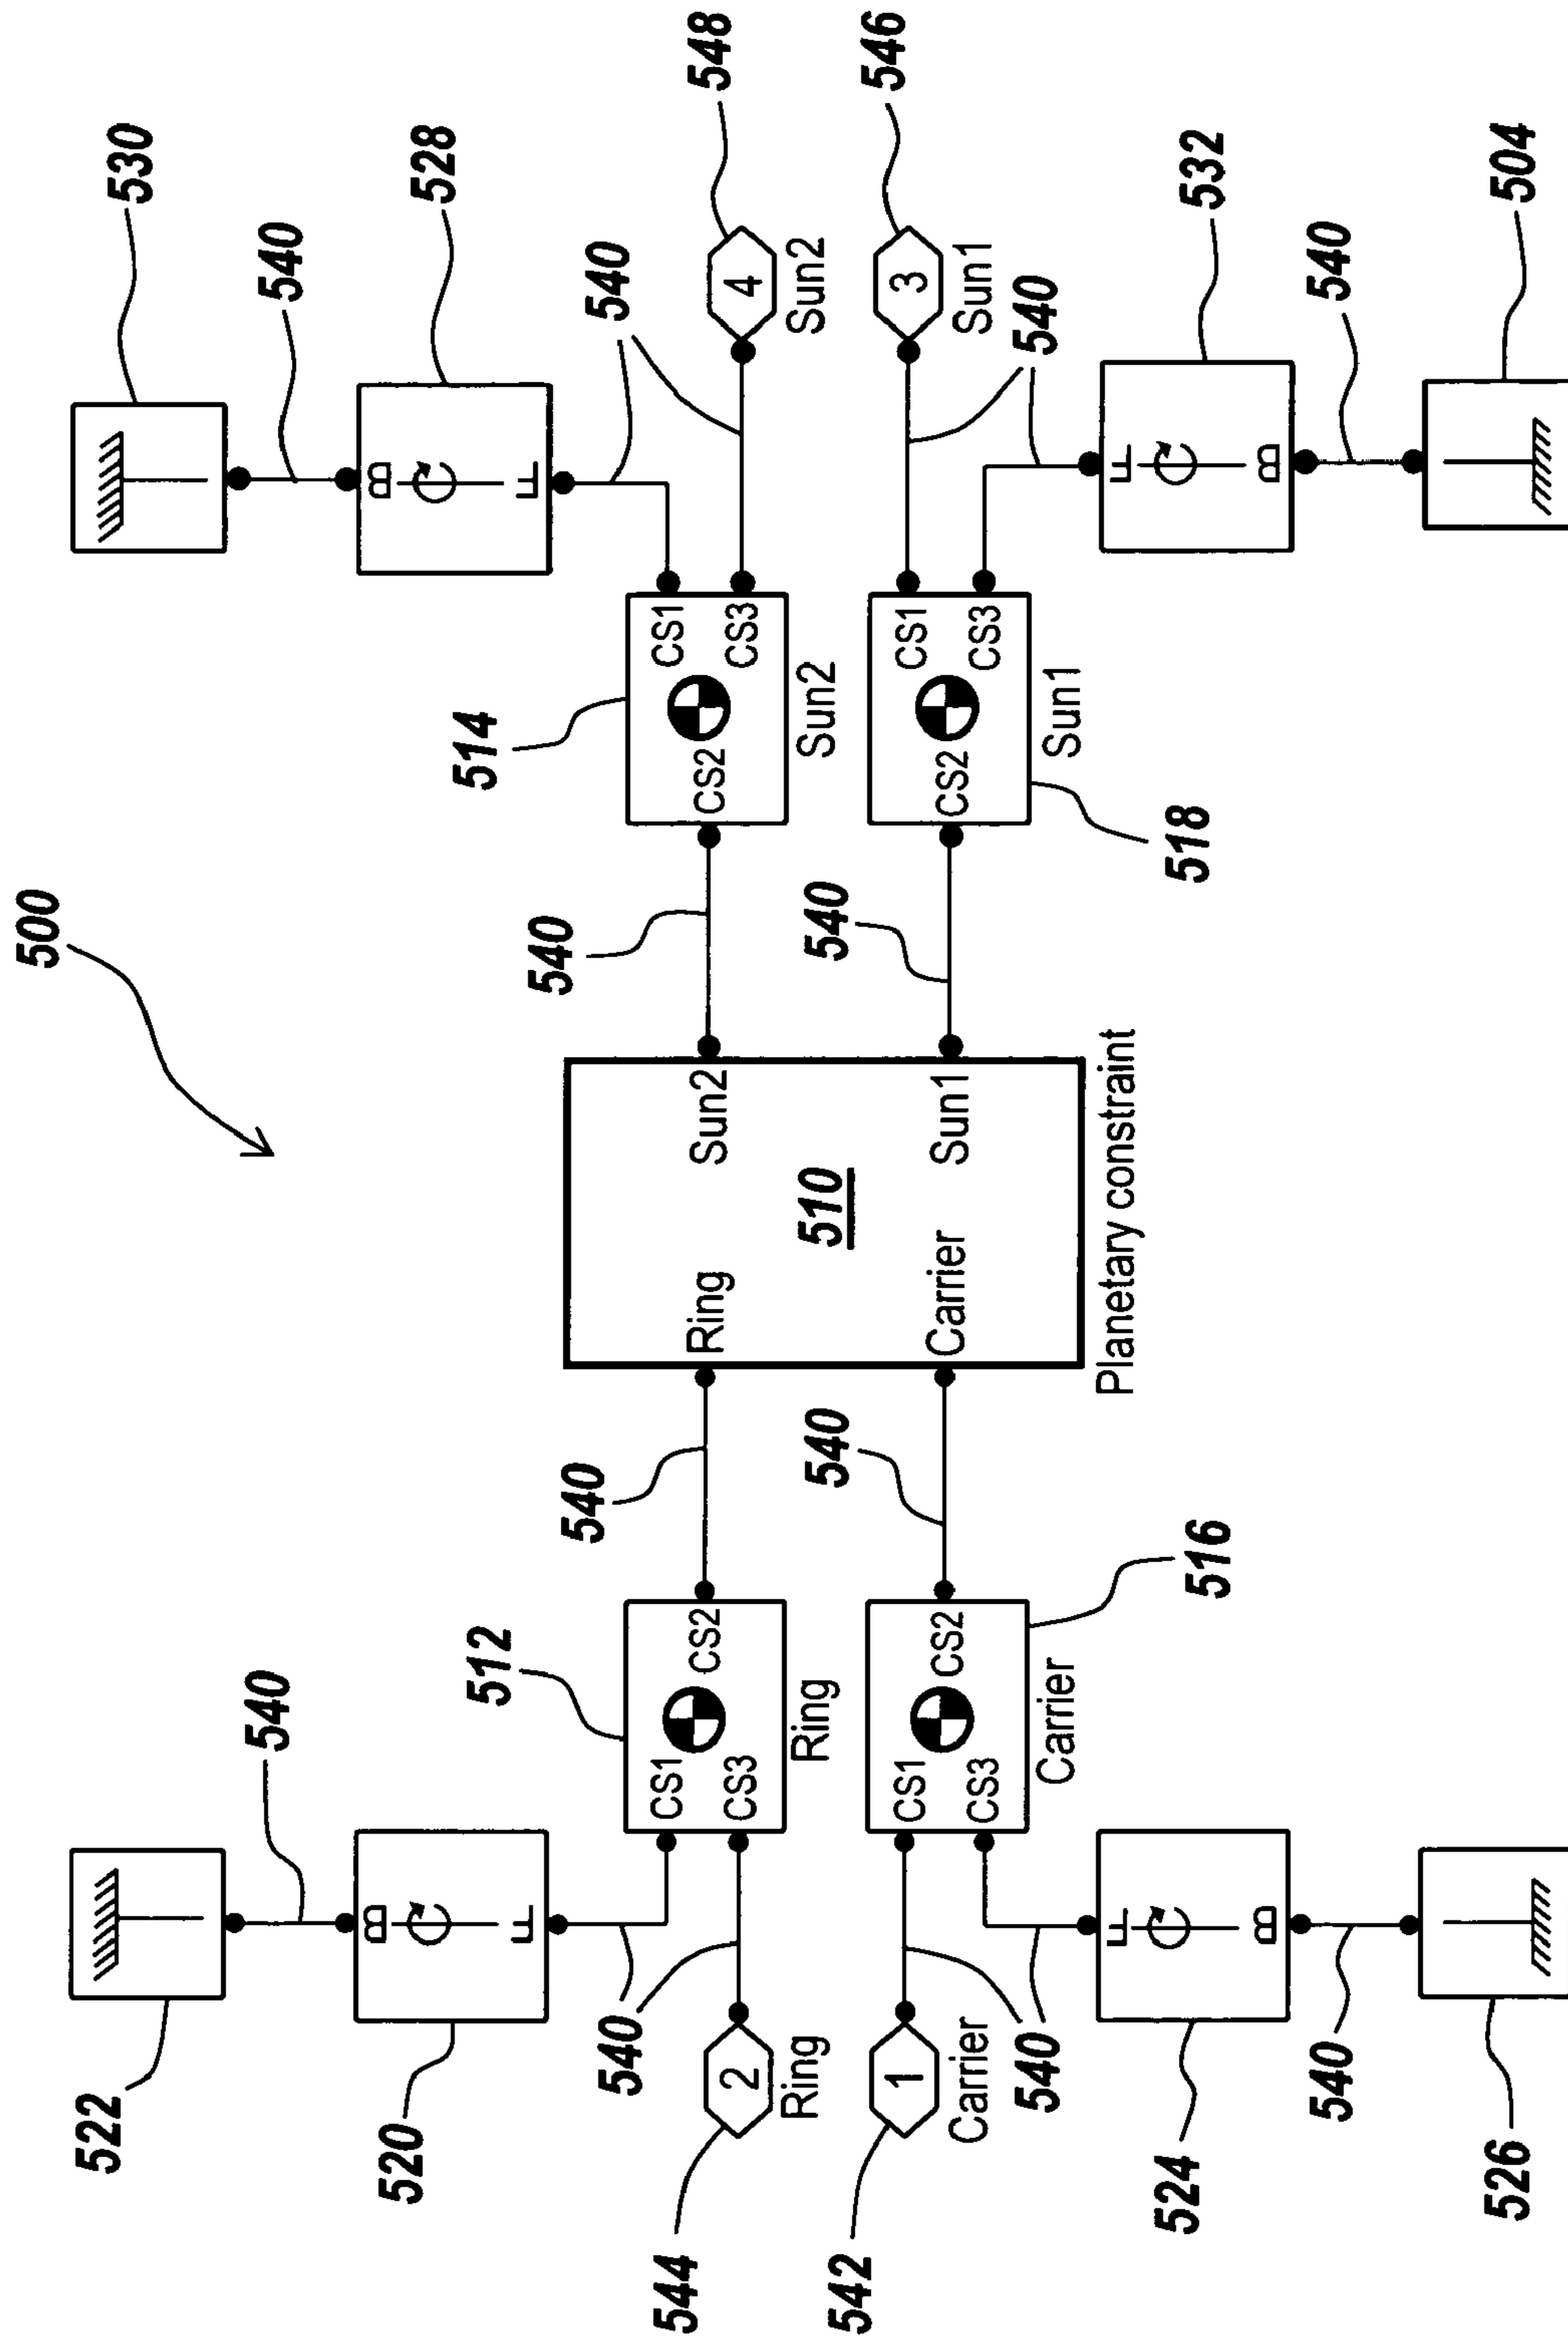 500
522
530
540
540
B
B
520
528
512
514
F
F
540
540
540
540
CS1
CS1
544
2
CS3
CS2
Ring
Sun2
CS2
CS3
4
548
Ring
Ring
Sun2
Sun2
510
540
540
542
1
CS1
CS1
3
546
Carrier
CS2
Carrier
Sun1
CS2
Sun1
CS3
CS3
540
Carrier
Sun1
540
Planetary constraint
F
F
524
516
518
532
B
B
540
540
526
504